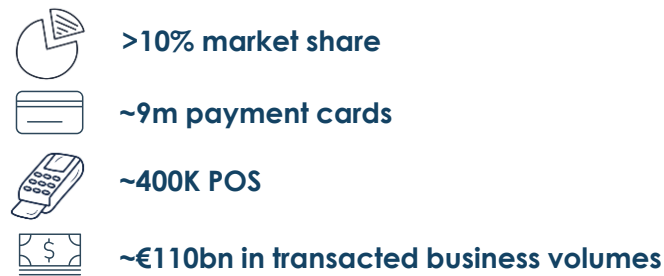 >10% market share
~9m payment cards
~400K POS
$
~€110bn in transacted business volumes